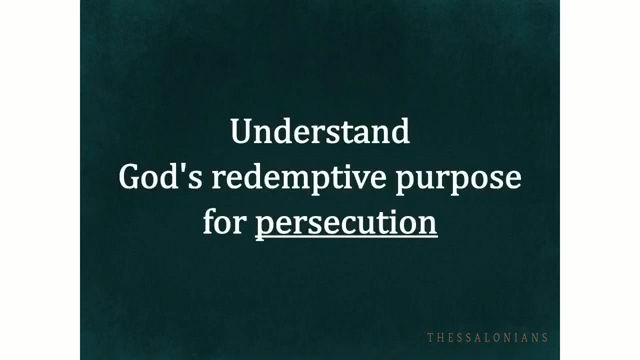 Understand
God's redemptive purpose
for persecution
THESSALONIANS